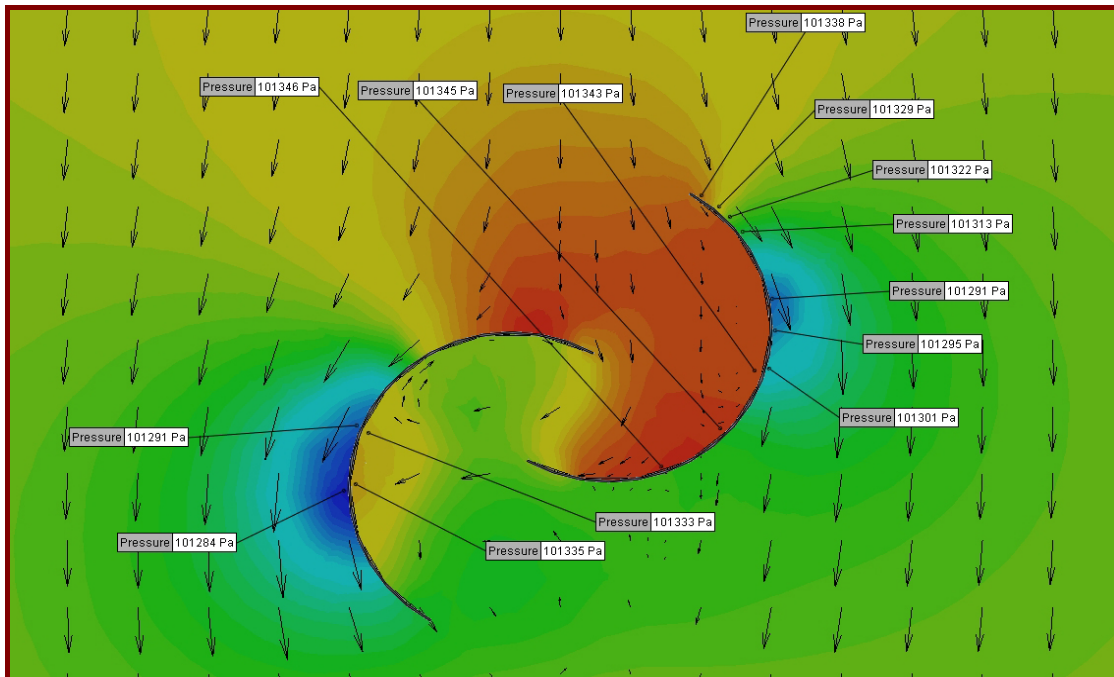 Pressure 101338 Pa
Pressure 101346 Pa
Pressure 101345 Pa
Pressure 101343 Pa
Pressure 101329 Pa
Pressure 101322 Pa
Pressure 101313 Pa
Pressure 101291 Pa
Pressure 101295 Pa
Pressure 101301 Pa
Pressure 101291 Pa
Pressure 101333 Pa
Pressure 101284 Pa
Pressure 101335 Pa